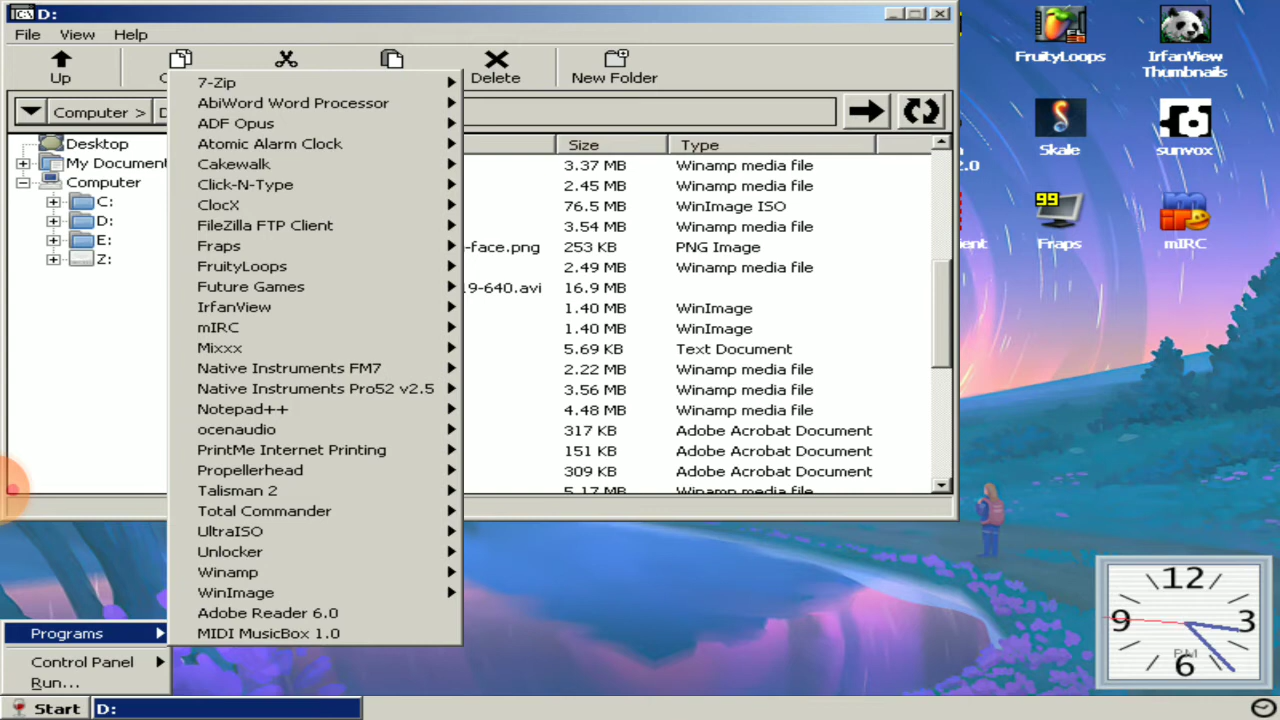 D:
File View Help
Up
Delete
New Folder
Computer >
Desktop
My Document
Computer
C:
D:
E:
Z:
7-Zip
AbiWord Word Processor
ADF Opus
Atomic Alarm Clock
Cakewalk
Click-N-Type
ClocX
FileZilla FTP Client
Fraps
FruityLoops
Future Games
IrfanView
mIRC
Mixxx
Native Instruments FM7
Native Instruments Pro52 v2.5
Notepad++
ocenaudio
PrintMe Internet Printing
Propellerhead
Talisman 2
Total Commander
UltraISO
Unlocker
Winamp
WinImage
Adobe Reader 6.0
MIDI MusicBox 1.0
Size Type
3.37 MB Winamp media file
2.45 MB Winamp media file
76.5 MB WinImage ISO
3.54 MB Winamp media file
-face.png 253 KB PNG Image
2.49 MB Winamp media file
19-640.avi 16.9 MB
1.40 MB WinImage
1.40 MB WinImage
5.69 KB Text Document
2.22 MB Winamp media file
3.56 MB Winamp media file
4.48 MB Winamp media file
317 KB Adobe Acrobat Document
151 KB Adobe Acrobat Document
309 KB Adobe Acrobat Document
5.17 MB Winamp media file
FruityLoops
IrfanView
Thumbnails
Skale
sunvox
2.0
99
Fraps
mIRC
12
9 3
PM
6
Programs
Control Panel
Run...
Start D: